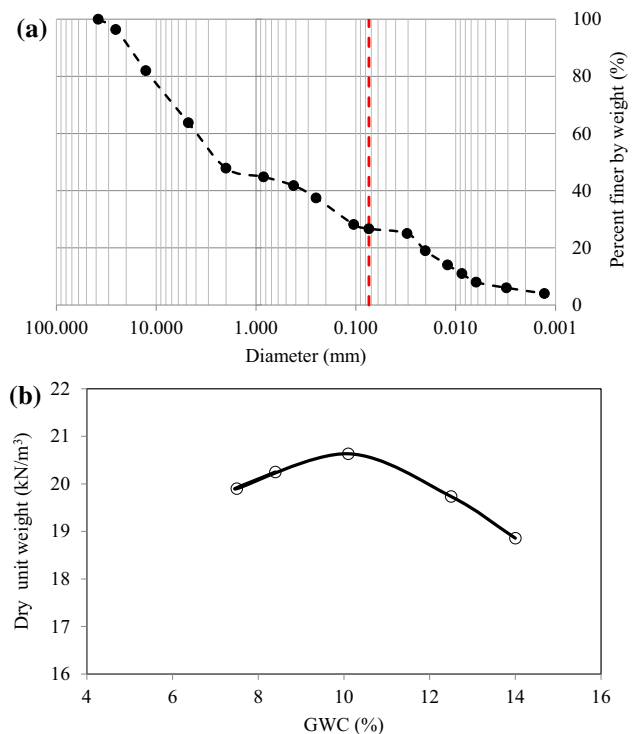 (a)
100
80
60
40
20
0
Percent finer by weight (%)
100.000 10.000 1.000 0.100 0.010 0.001
Diameter (mm)
(b)
22
21
20
19
18
17
16
Dry unit weight (kN/m³)
4 6 8 10 12 14 16
GWC (%)